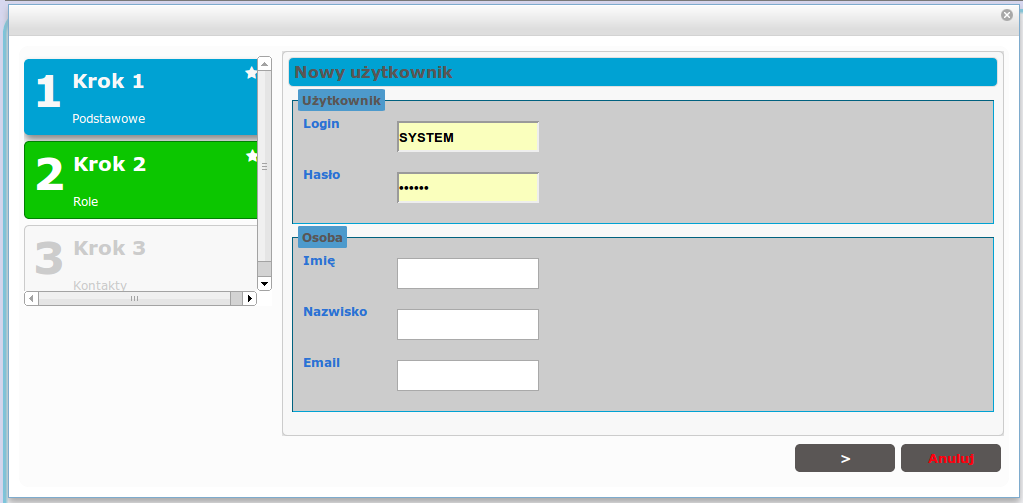 1
Krok 1
Podstawowe
2
Krok 2
Role
3
Krok 3
Kontakty
Nowy użytkownik
Użytkownik
Login
SYSTEM
Hasło
••••••
Osoba
Imię
Nazwisko
Email
>
Anuluj